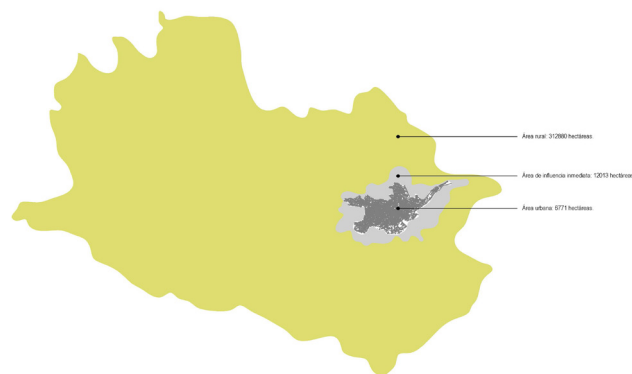 Área rural: 312880 hectáreas
Área de influencia inmediata: 12013 hectáreas
Área urbana: 5771 hectáreas